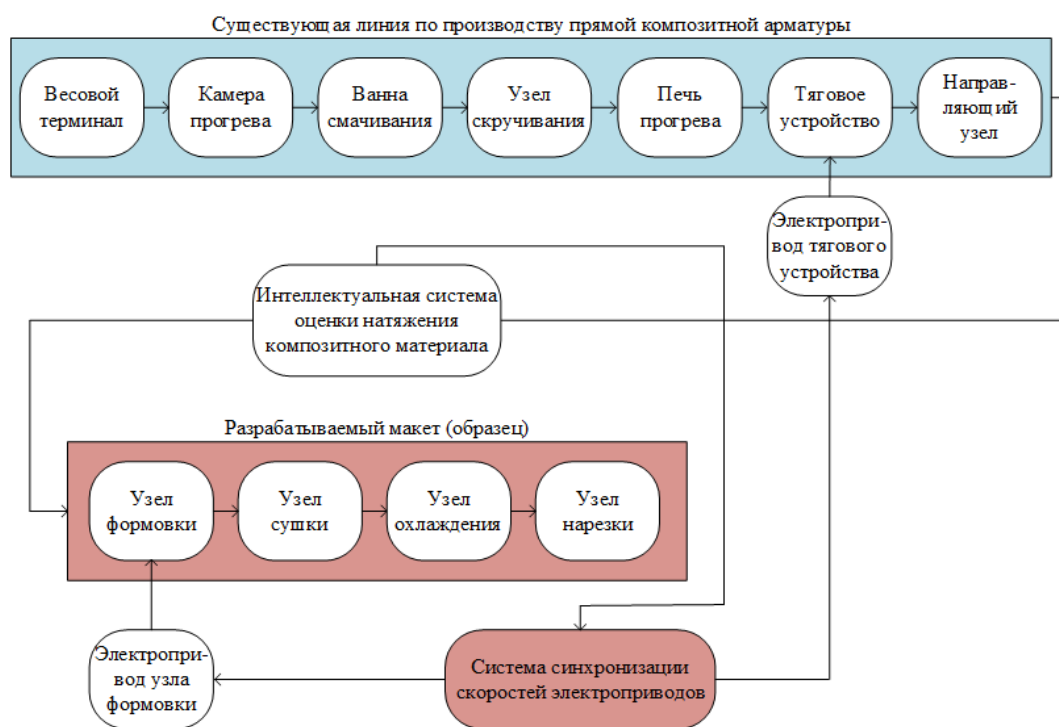 Существующая линия по производству прямой композитной арматуры
Весовой
терминал
Камера
прогрева
Ванна
смачивания
Узел
скручивания
Печь
прогрева
Тяговое
устройство
Направ-
ляющий
узел
Электропри-
вод тягового
устройства
Интеллектуальная система
оценки натяжения
композитного материала
Разрабатываемый макет (образец)
Узел
формовки
Узел
сушки
Узел
охлаждения
Узел
нарезки
Электропри-
вод узла
формовки
Система синхронизации
скоростей электроприводов